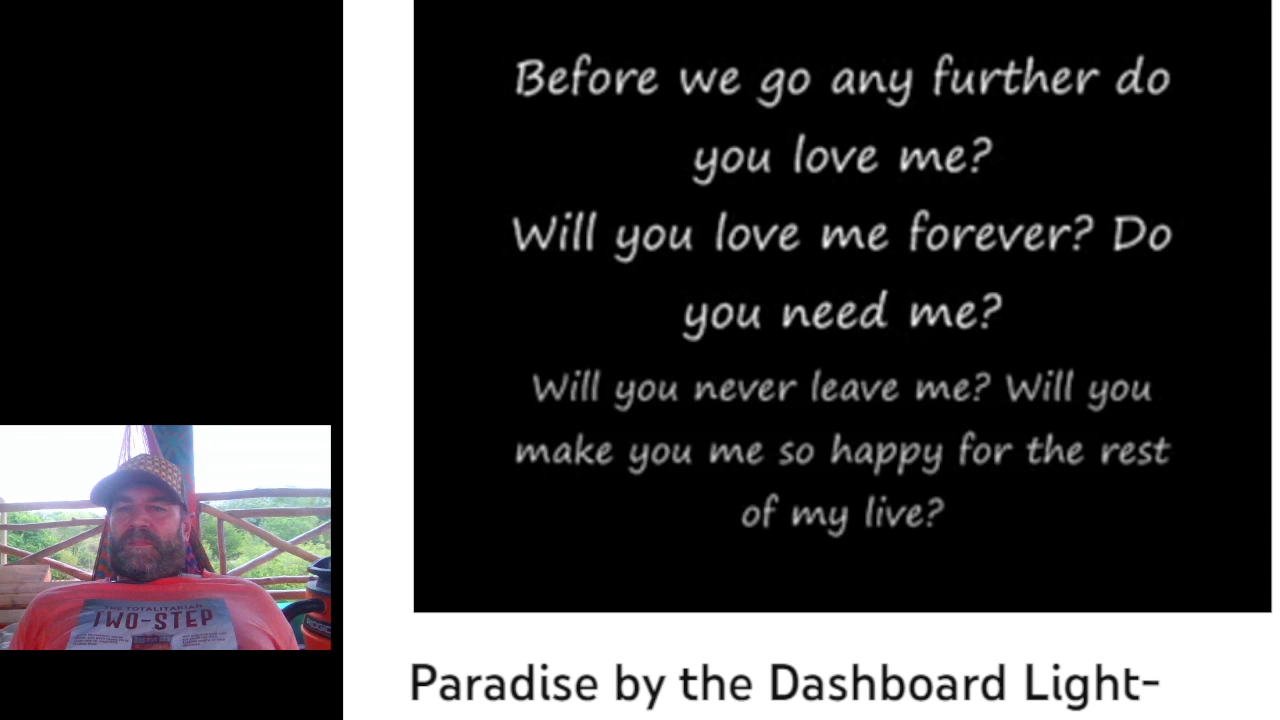 Before we go any further do
you love me?
Will you love me forever? Do
you need me?
Will you never leave me? Will you
make you me so happy for the rest
of my live?
Paradise by the Dashboard Light-
THE TOTALITARIAN
TWO-STEP
RIDGID